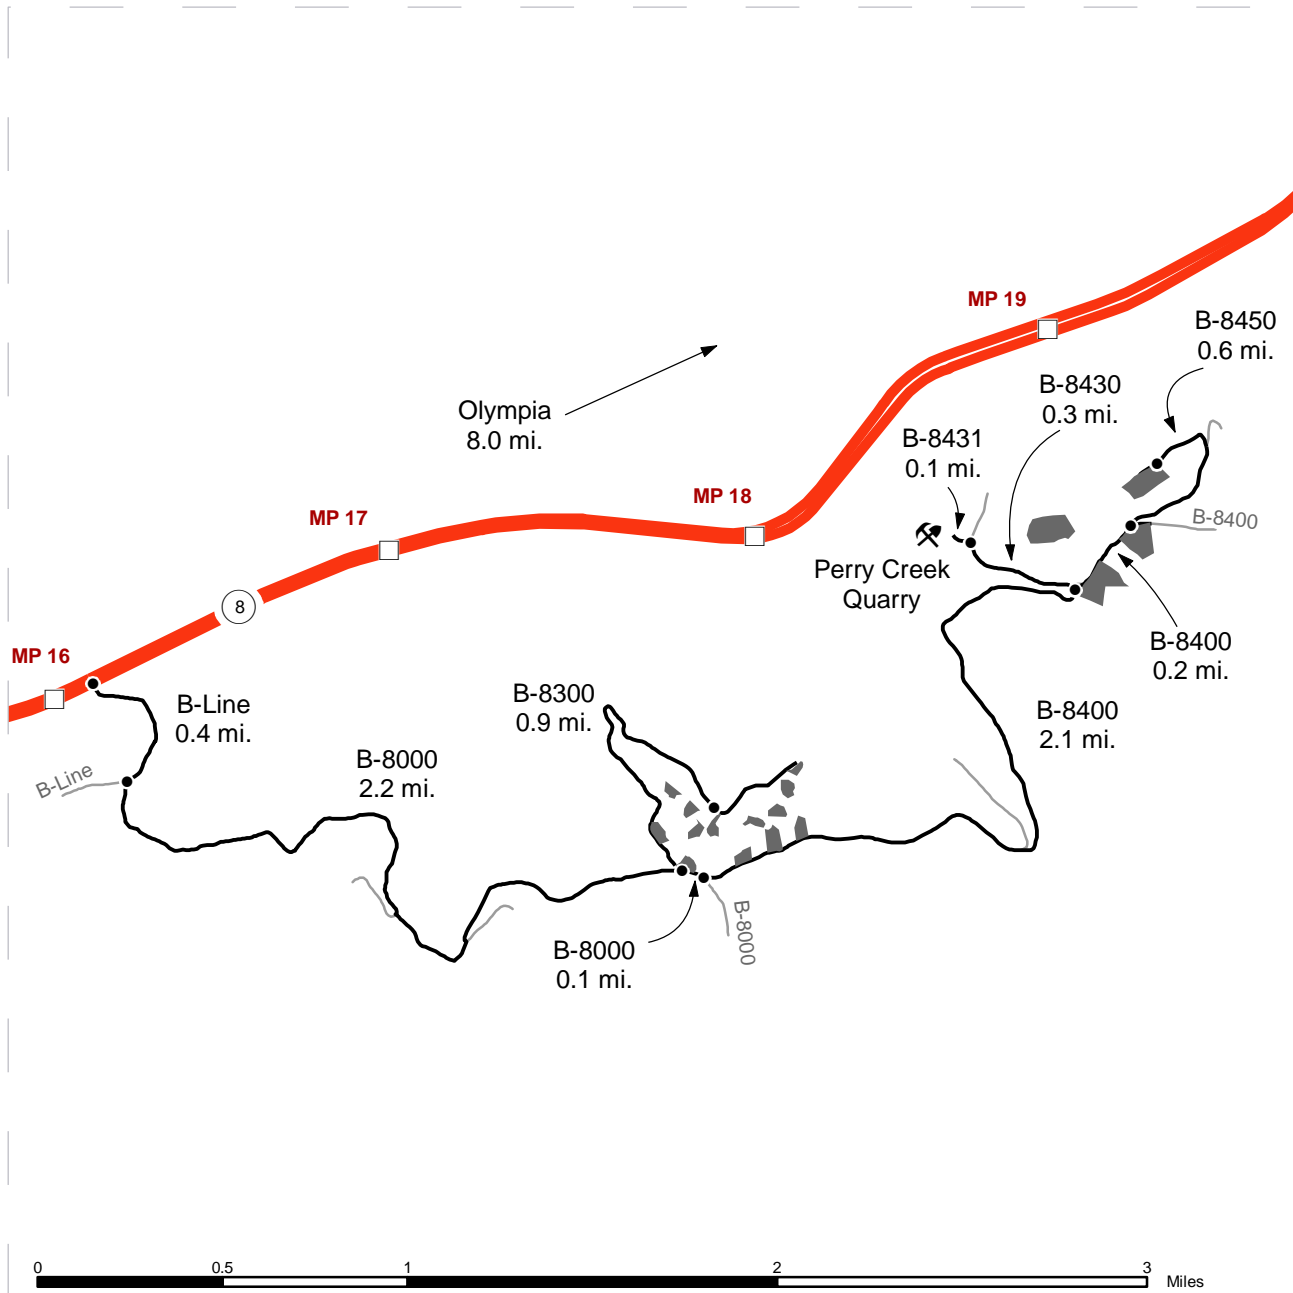 MP 19
B-8450
0.6 mi.
B-8430
0.3 mi.
Olympia
8.0 mi.
B-8431
0.1 mi.
MP 18
MP 17
B-8400
Perry Creek
Quarry
8
B-8400
0.2 mi.
MP 16
B-Line
0.4 mi.
B-8300
0.9 mi.
B-8400
2.1 mi.
B-Line
B-8000
2.2 mi.
B-8000
B-8000
0.1 mi.
0
0.5
1
2
3
Miles